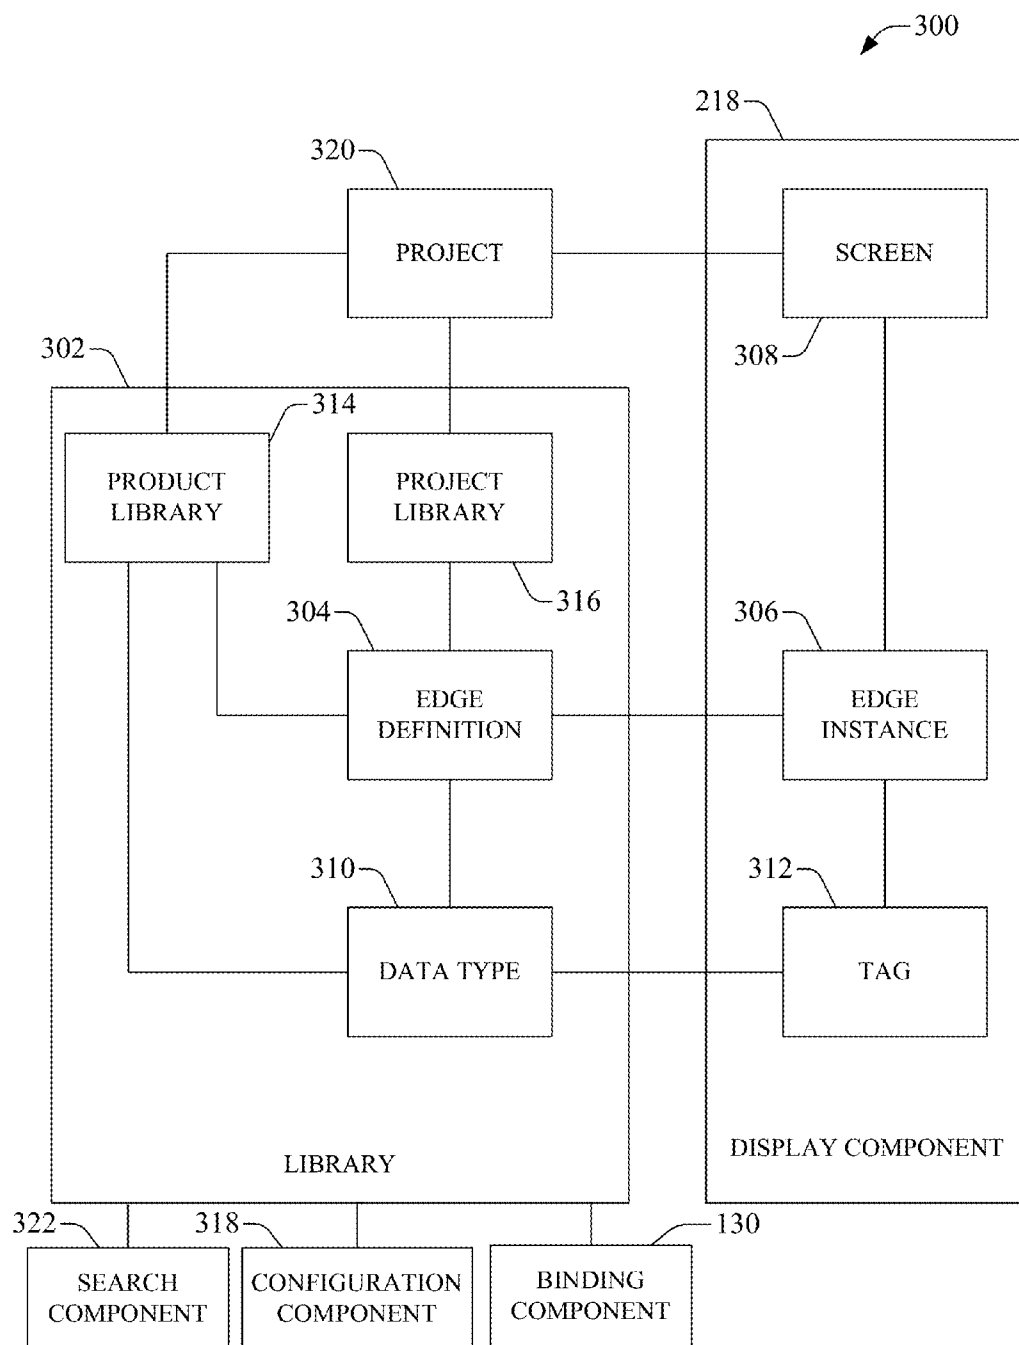 300
218
320
PROJECT
SCREEN
302
308
314
PRODUCT
LIBRARY
PROJECT
LIBRARY
316
304
306
EDGE
DEFINITION
EDGE
INSTANCE
310
312
DATA TYPE
TAG
LIBRARY
DISPLAY COMPONENT
322
318
130
SEARCH
COMPONENT
CONFIGURATION
COMPONENT
BINDING
COMPONENT